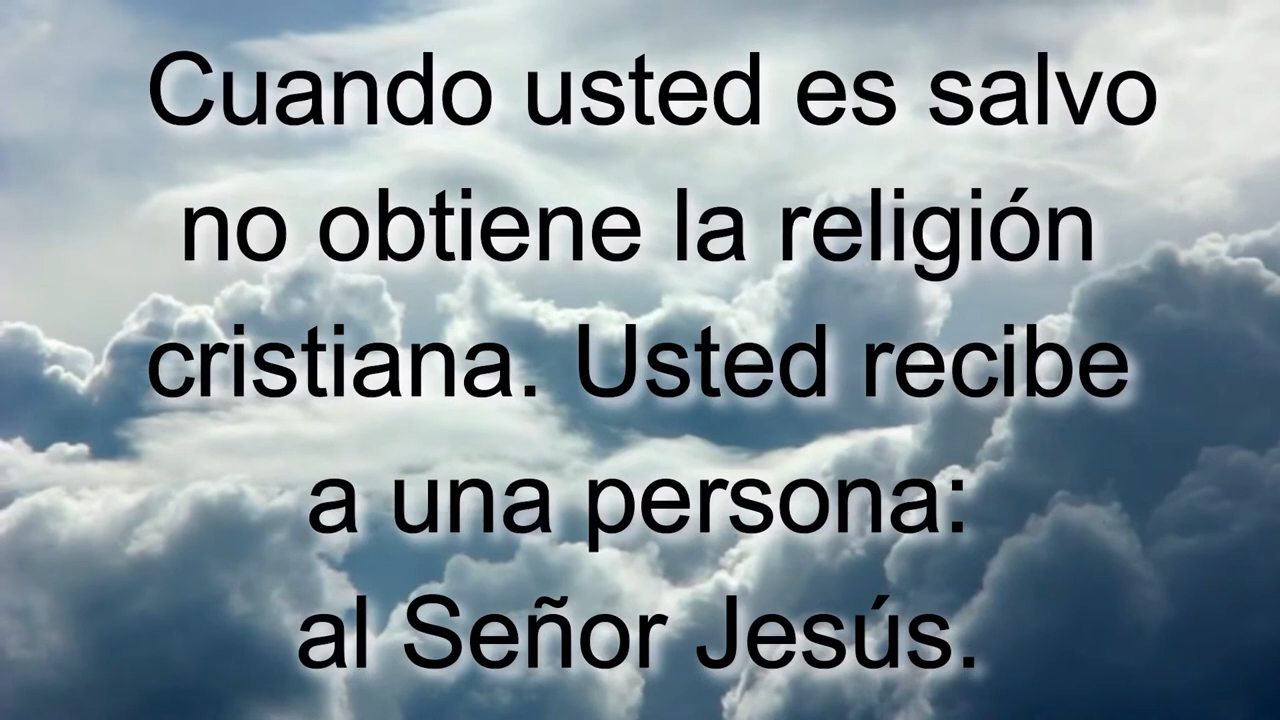 Cuando usted es salvo
no obtiene la religión
cristiana. Usted recibe
a una persona:
al Señor Jesús.